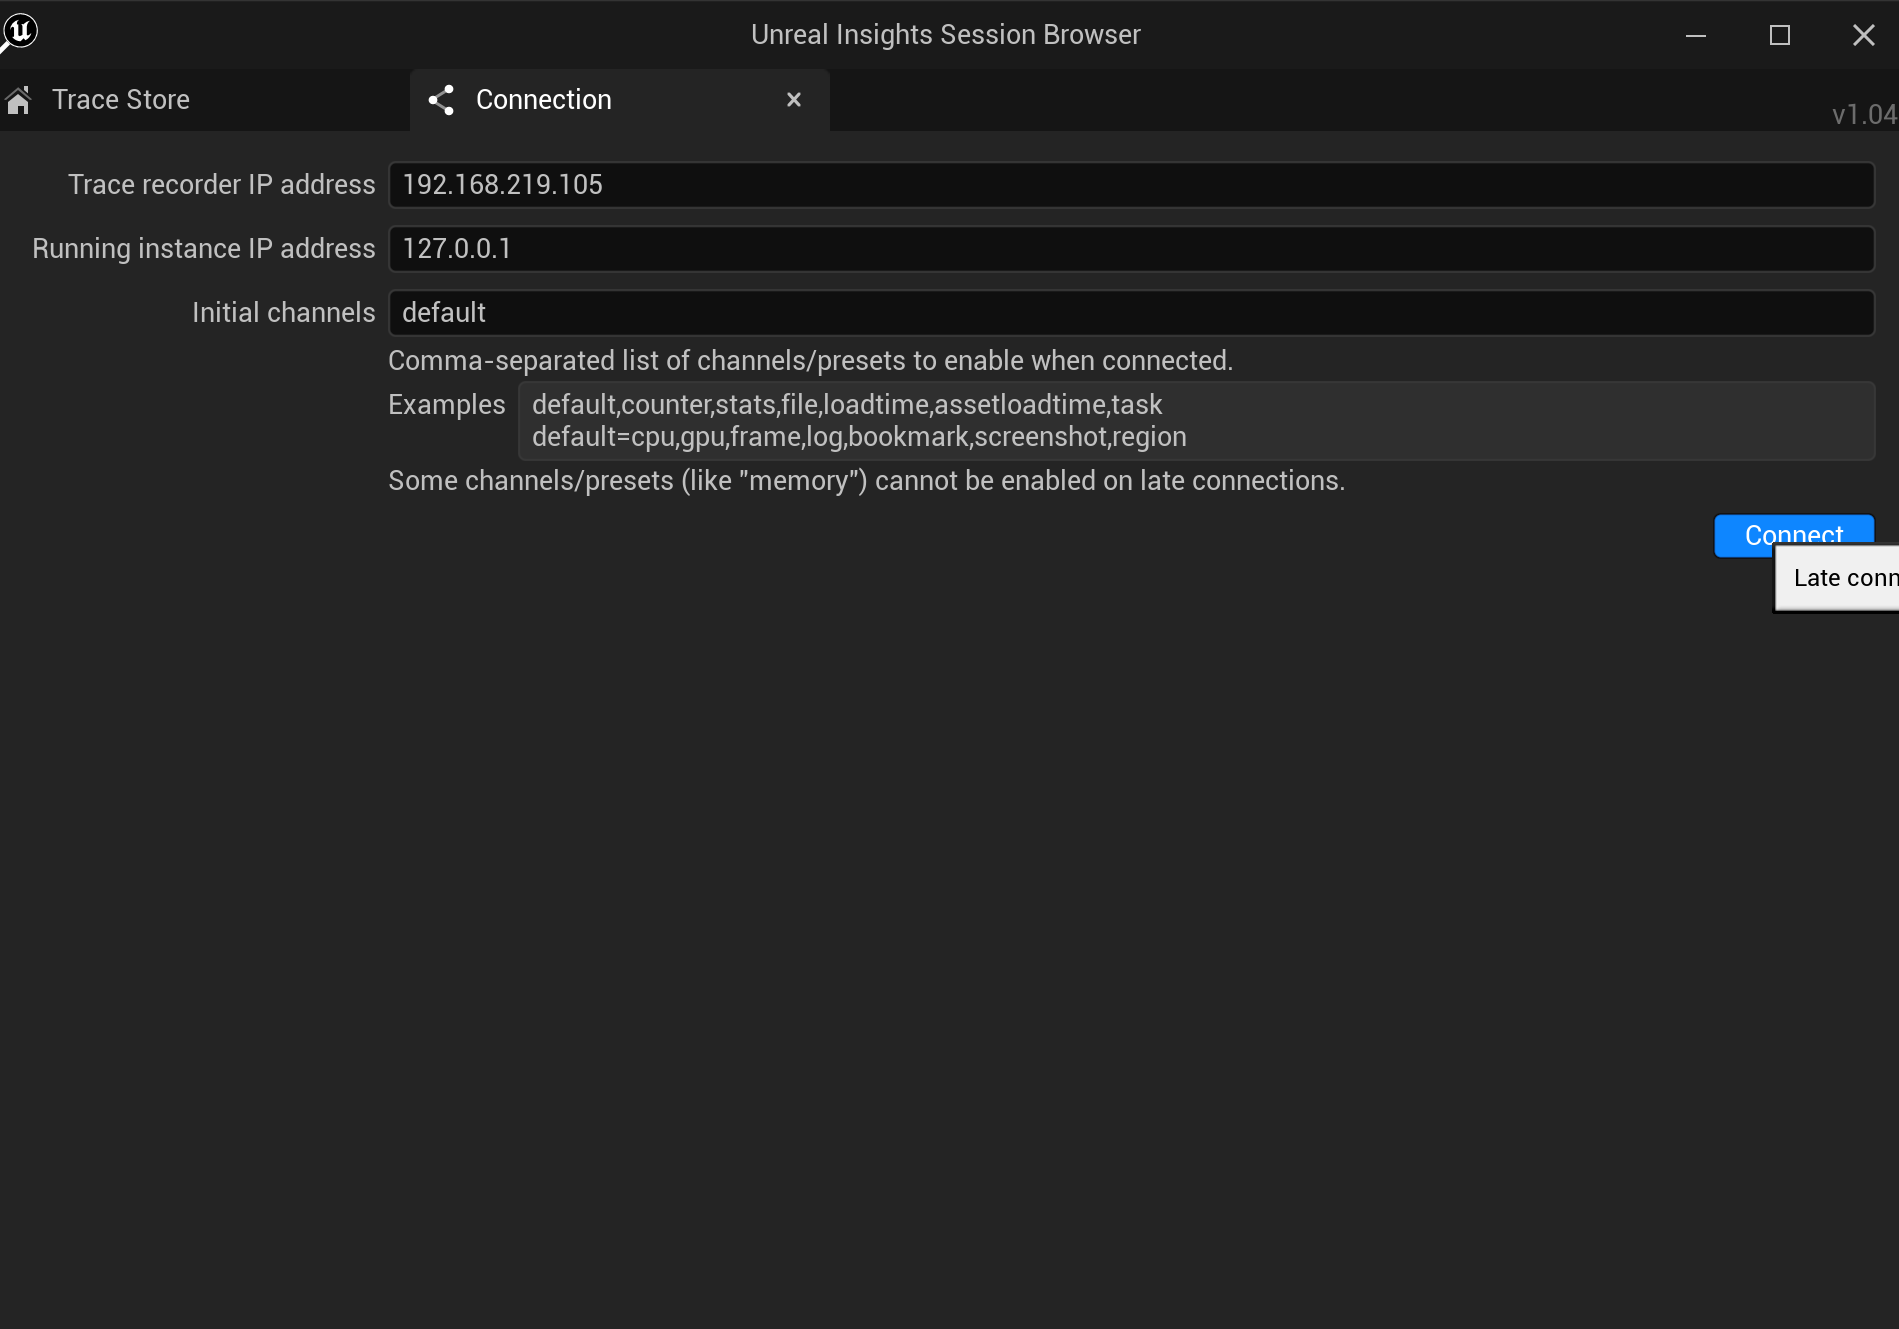 Unreal Insights Session Browser
Trace Store
Connection
v1.04
Trace recorder IP address 192.168.219.105
Running instance IP address 127.0.0.1
Initial channels default
Comma-separated list of channels/presets to enable when connected.
Examples default,counter,stats,file,loadtime,assetloadtime,task
default=cpu,gpu,frame,log,bookmark,screenshot,region
Some channels/presets (like "memory") cannot be enabled on late connections.
Connect
Late conn